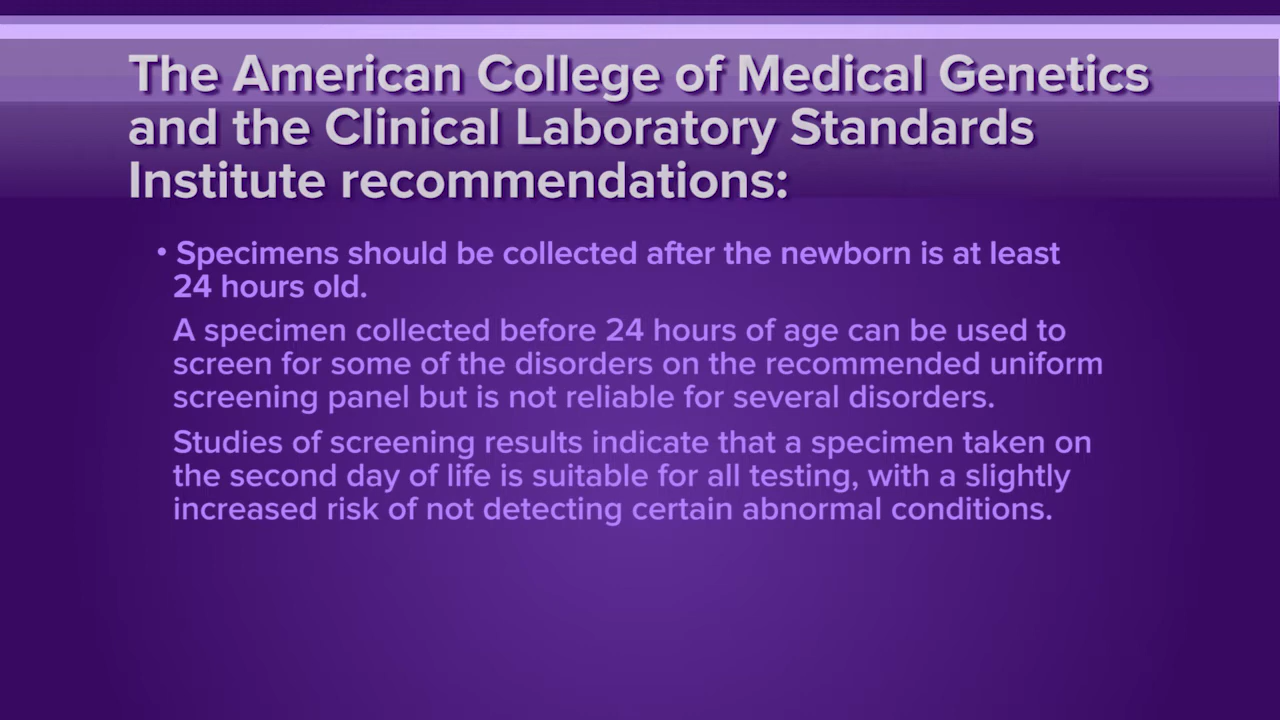 The American College of Medical Genetics
and the Clinical Laboratory Standards
Institute recommendations:
• Specimens should be collected after the newborn is at least
24 hours old.
A specimen collected before 24 hours of age can be used to
screen for some of the disorders on the recommended uniform
screening panel but is not reliable for several disorders.
Studies of screening results indicate that a specimen taken on
the second day of life is suitable for all testing, with a slightly
increased risk of not detecting certain abnormal conditions.